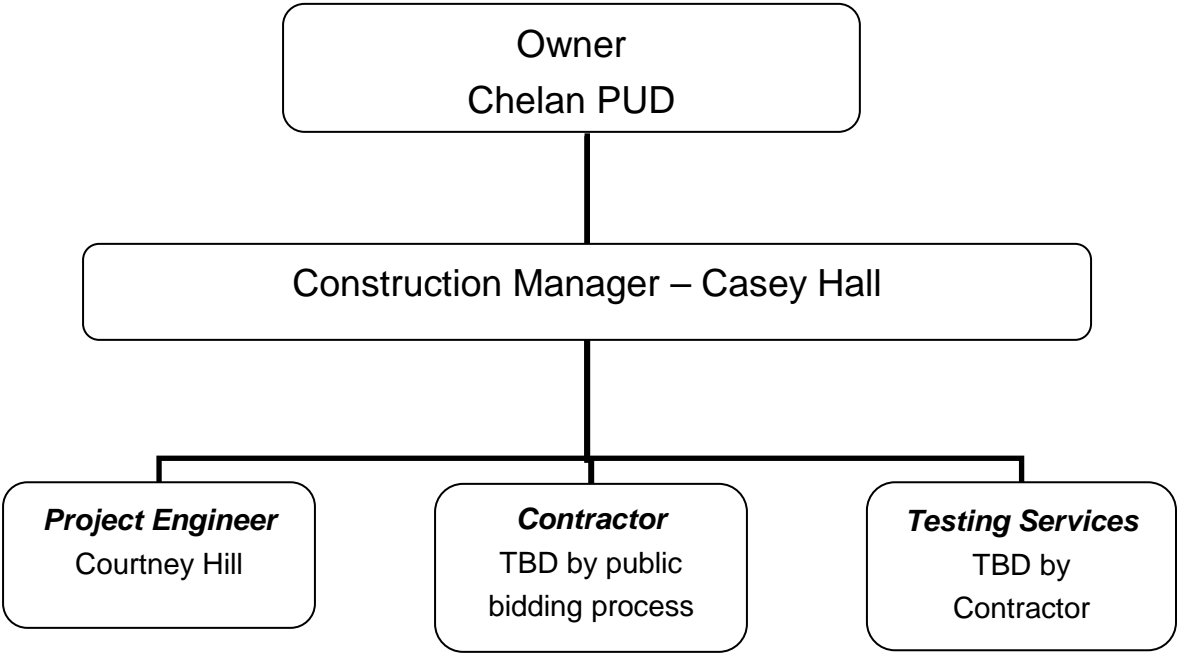 Owner
Chelan PUD
Construction Manager – Casey Hall
Project Engineer
Courtney Hill
Contractor
TBD by public
bidding process
Testing Services
TBD by
Contractor